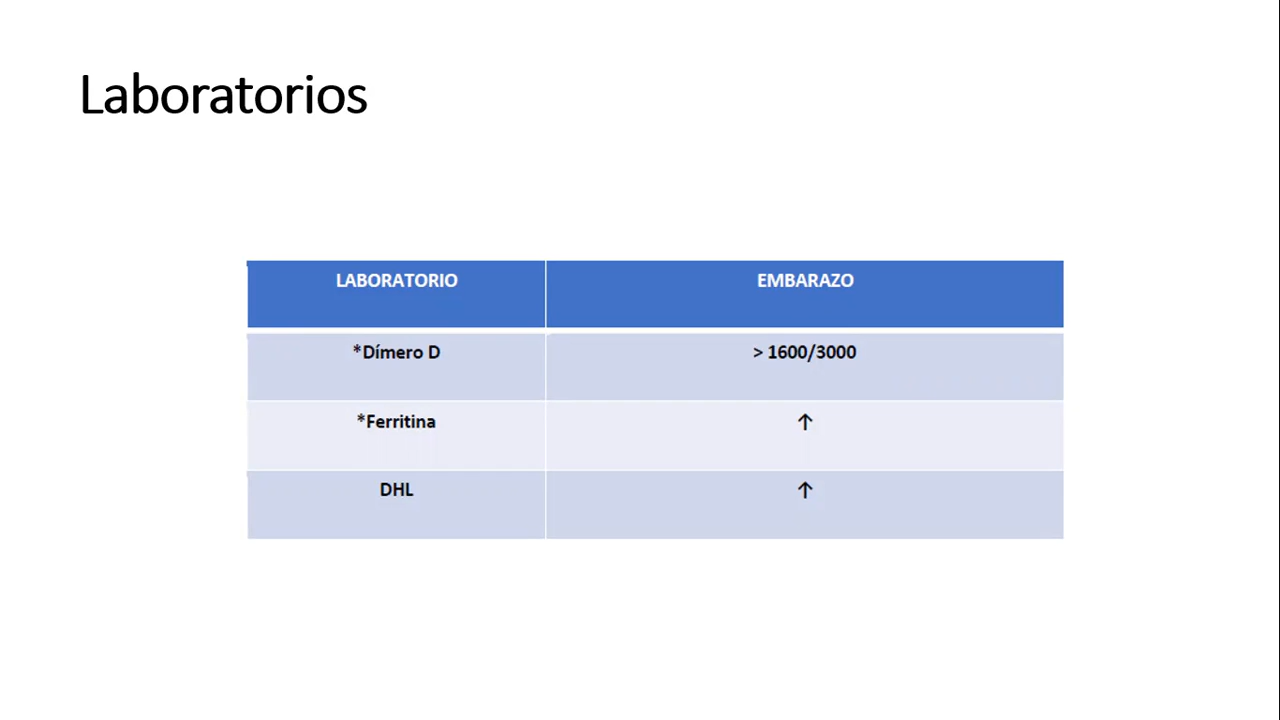 Laboratorios
LABORATORIO EMBARAZO
*Dímero D > 1600/3000
*Ferritina ↑
DHL ↑